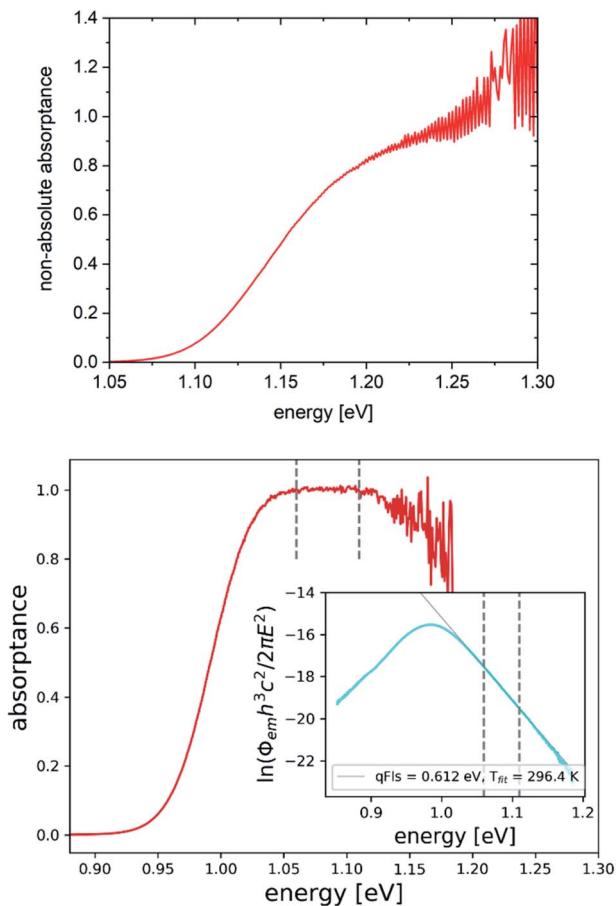 1.4
1.2
1.0
0.8
0.6
0.4
0.2
0.0
non-absolute absorptance
1.05 1.10 1.15 1.20 1.25 1.30
energy [eV]
1.0
0.8
0.6
0.4
0.2
0.0
absorptance
−14
−16
−18
−20
−22
ln(Φ_em h³c²/2πE²)
qFls = 0.612 eV, T_fit = 296.4 K
0.9 1.0 1.1 1.2
energy [eV]
0.90 0.95 1.00 1.05 1.10 1.15 1.20 1.25 1.30
energy [eV]